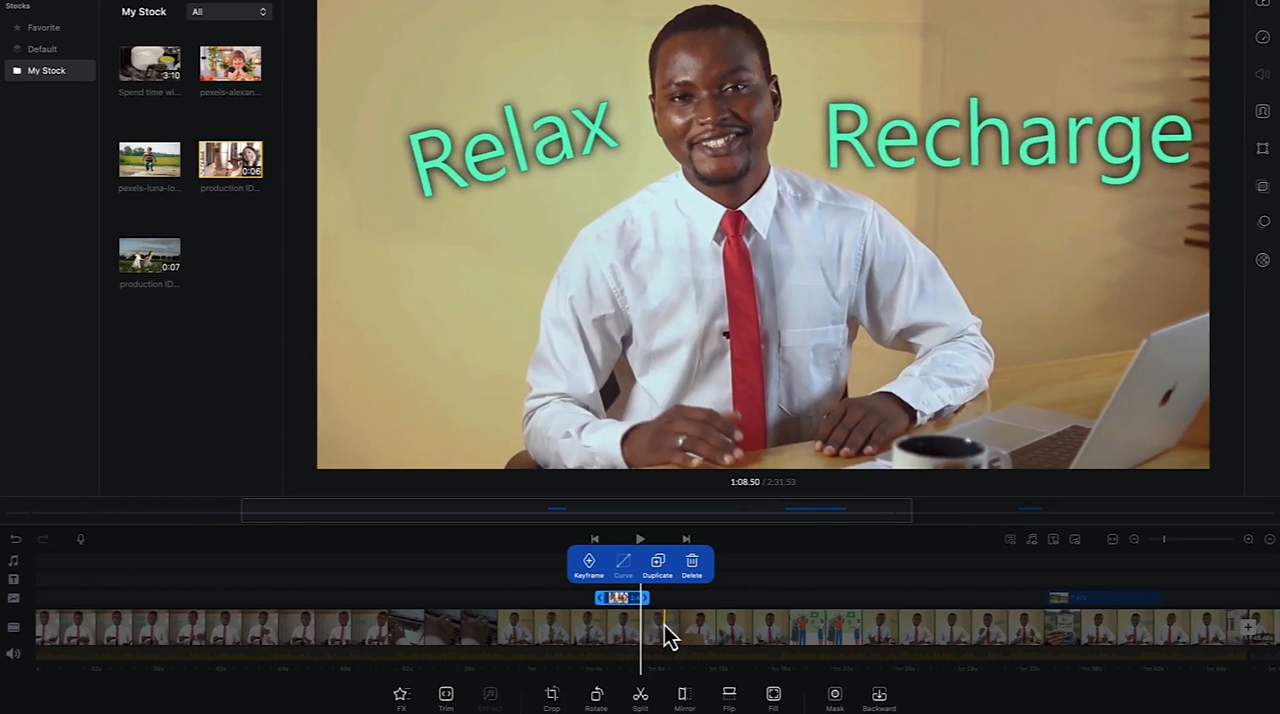 Stocks
My Stock
All
Favorite
Default
My Stock
3:10
Spend time wi...
pexels-alexan...
0:06
pexels-luna-lo...
production ID...
0:07
production ID...
Relax
Recharge
1:08.50 / 2:31.53
Keyframe
Curve
Duplicate
Delete
FX
Trim
Extract
Crop
Rotate
Split
Mirror
Flip
Fill
Mask
Backward